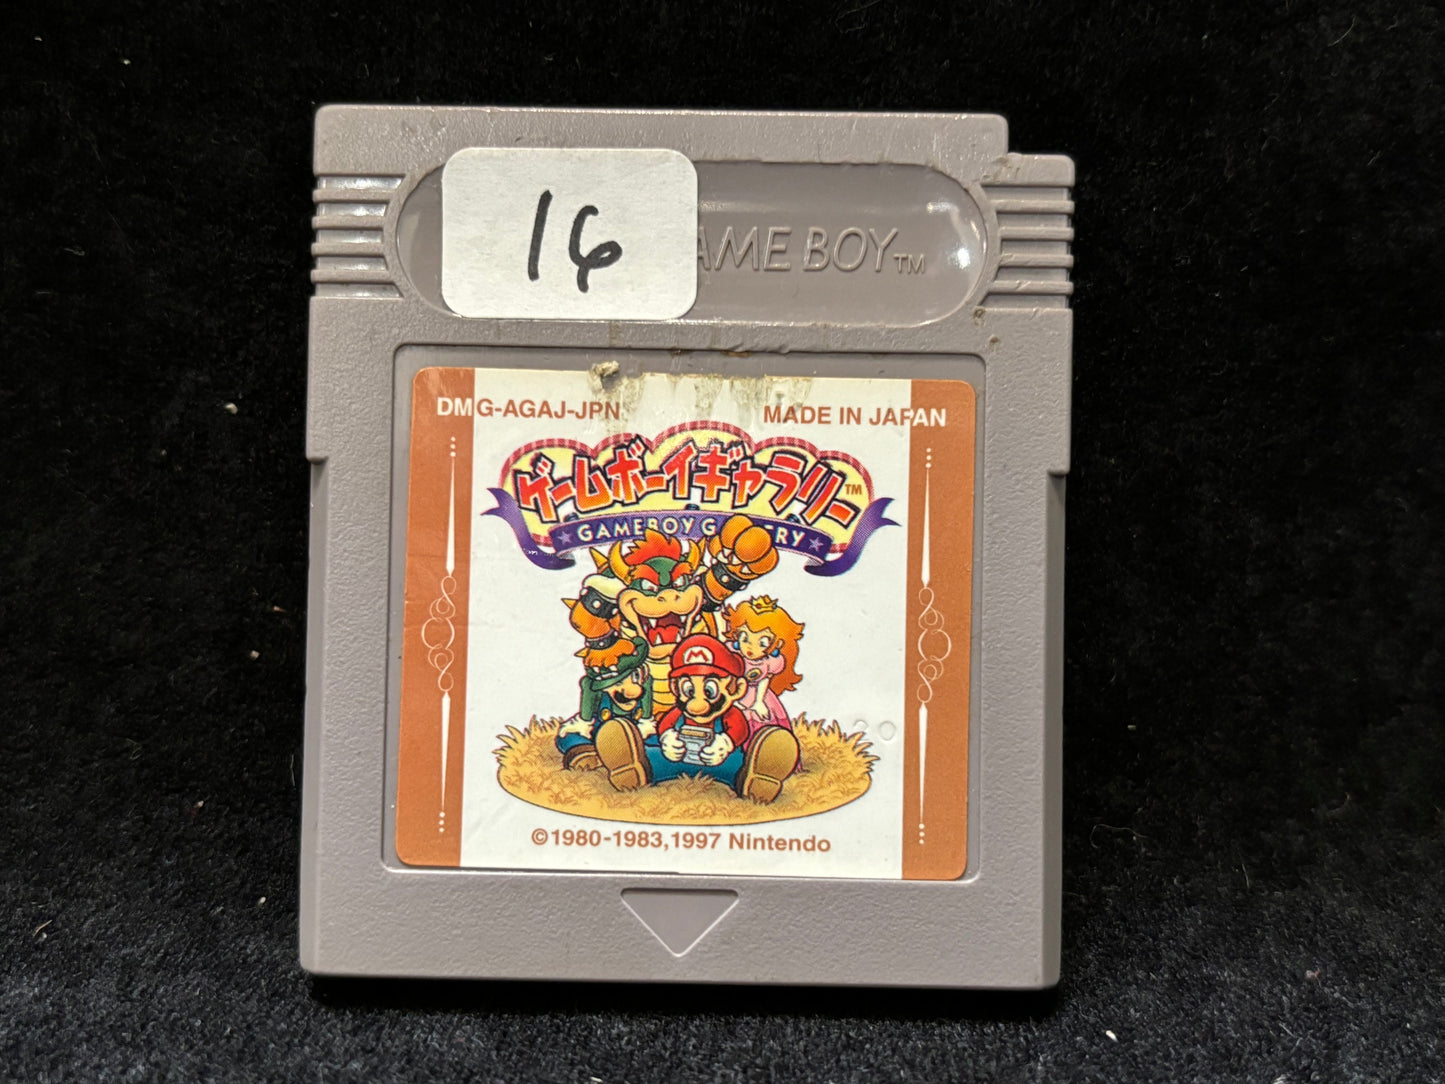 16
AME BOY™
DMG-AGAJ-JPN
MADE IN JAPAN
ゲームボーイギャラリー™
GAMEBOY G RY
M
©1980-1983,1997 Nintendo